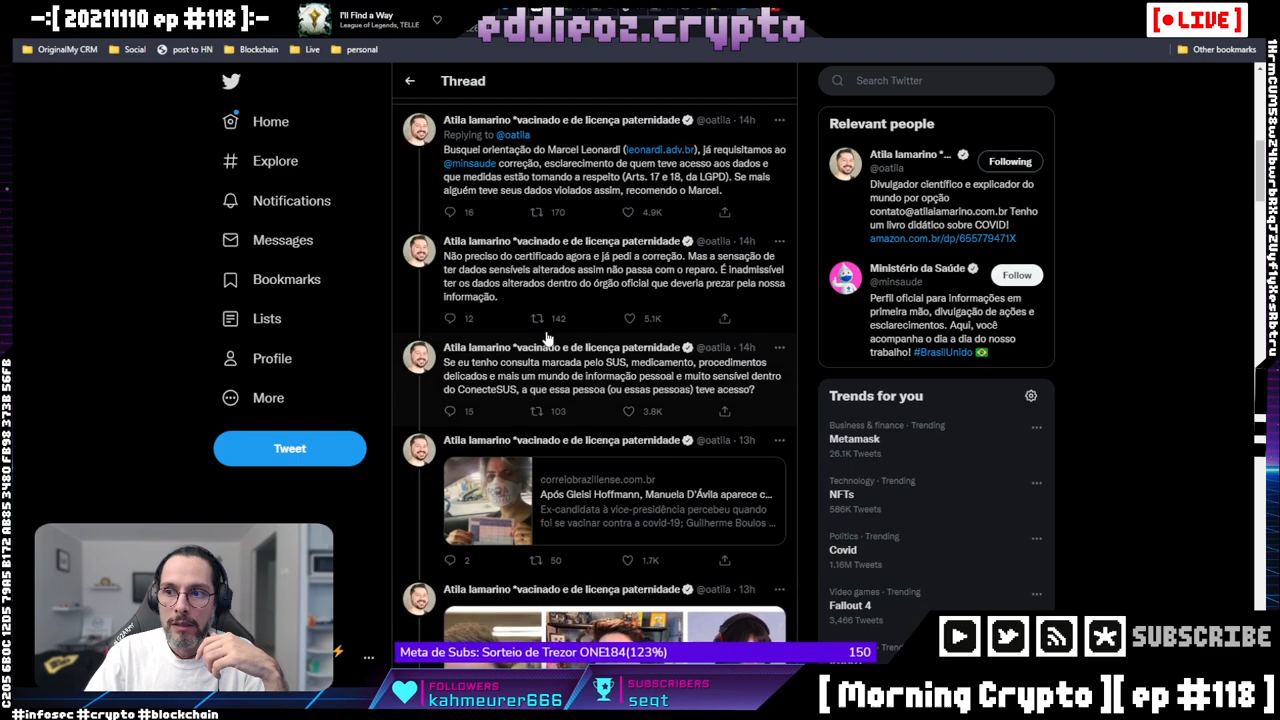 -:[ 20211110 ep #118 ]:-
I'll Find a Way
League of Legends, TELLE
eddieoz.crypto
[● LIVE]
OriginalMy CRM
Social
post to HN
Blockchain
Live
personal
Other bookmarks
Thread
Search Twitter
Home
Explore
Notifications
Messages
Bookmarks
Lists
Profile
More
Tweet
Atila Iamarino *vacinado e de licença paternidade @oatila · 14h
Replying to @oatila
Busquei orientação do Marcel Leonardi (leonardi.adv.br), já requisitamos ao
@minsaude correção, esclarecimento de quem teve acesso aos dados e
que medidas estão tomando a respeito (Arts. 17 e 18, da LGPD). Se mais
alguém teve seus dados violados assim, recomendo o Marcel.
16 170 4.9K
Atila Iamarino *vacinado e de licença paternidade @oatila · 14h
Não preciso do certificado agora e já pedi a correção. Mas a sensação de
ter dados sensíveis alterados assim não passa com o reparo. É inadmissível
ter os dados alterados dentro do órgão oficial que deveria prezar pela nossa
informação.
12 142 5.1K
Atila Iamarino *vacinado e de licença paternidade @oatila · 14h
Se eu tenho consulta marcada pelo SUS, medicamento, procedimentos
delicados e mais um mundo de informação pessoal e muito sensível dentro
do ConecteSUS, a que essa pessoa (ou essas pessoas) teve acesso?
15 103 3.8K
Atila Iamarino *vacinado e de licença paternidade @oatila · 13h
correiobraziliense.com.br
Após Gleisi Hoffmann, Manuela D'Ávila aparece c...
Ex-candidata à vice-presidência percebeu quando
foi se vacinar contra a covid-19; Guilherme Boulos ...
2 50 1.7K
Atila Iamarino *vacinado e de licença paternidade @oatila · 13h
Relevant people
Atila Iamarino *...
@oatila
Following
Divulgador científico e explicador do
mundo por opção
contato@atilaiamarino.com.br Tenho
um livro didático sobre COVID!
amazon.com.br/dp/655779471X
Ministério da Saúde
@minsaude
Follow
Perfil oficial para informações em
primeira mão, divulgação de ações e
esclarecimentos. Aqui, você
acompanha o dia a dia do nosso
trabalho! #BrasilUnido
Trends for you
Business & finance · Trending
Metamask
26.1K Tweets
Technology · Trending
NFTs
586K Tweets
Politics · Trending
Covid
1.16M Tweets
Video games · Trending
Fallout 4
3,466 Tweets
SUBSCRIBE
Meta de Subs: Sorteio de Trezor ONE184(123%) 150
FOLLOWERS
kahmeurer666
SUBSCRIBERS
seqt
[ Morning Crypto ][ ep #118 ]
#infosec #crypto #blockchain